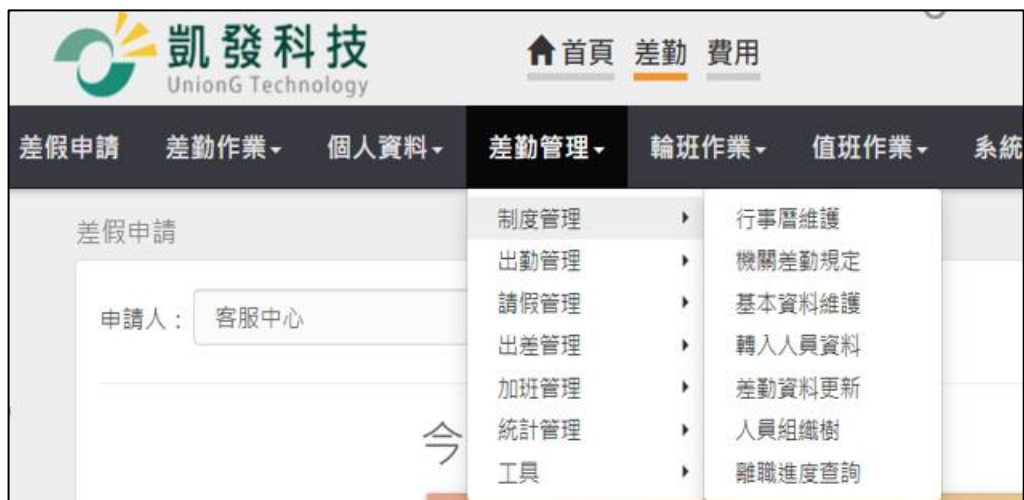 凱發科技
UnionG Technology
首頁 差勤 費用
差假申請 差勤作業 個人資料 差勤管理 輪班作業 值班作業 系統
制度管理 行事曆維護
差假申請
出勤管理 機關差勤規定
請假管理 基本資料維護
申請人： 客服中心
出差管理 轉入人員資料
加班管理 差勤資料更新
統計管理 人員組織樹
今
工具 離職進度查詢